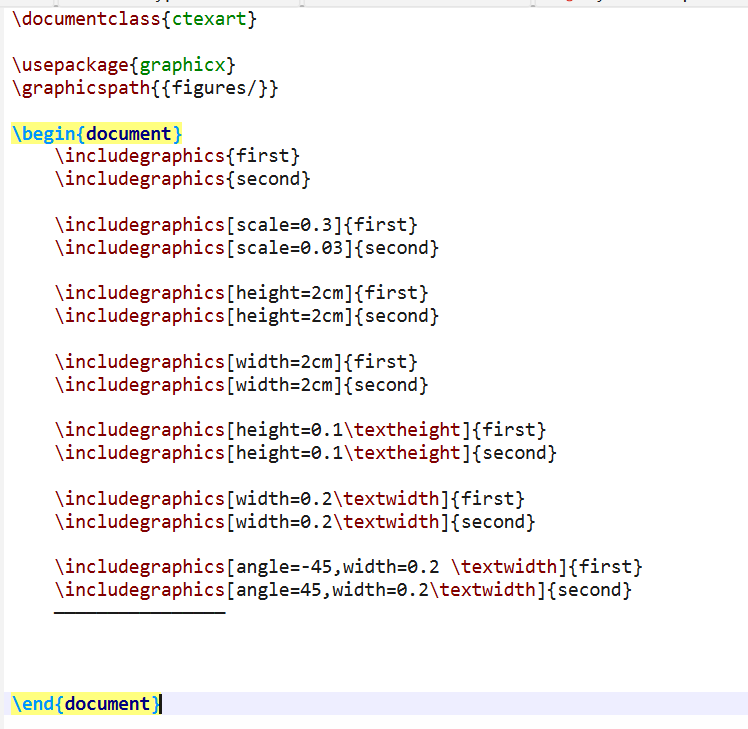 \documentclass{ctexart}
\usepackage{graphicx}
\graphicspath{{figures/}}
\begin{document}
\includegraphics{first}
\includegraphics{second}
\includegraphics[scale=0.3]{first}
\includegraphics[scale=0.03]{second}
\includegraphics[height=2cm]{first}
\includegraphics[height=2cm]{second}
\includegraphics[width=2cm]{first}
\includegraphics[width=2cm]{second}
\includegraphics[height=0.1\textheight]{first}
\includegraphics[height=0.1\textheight]{second}
\includegraphics[width=0.2\textwidth]{first}
\includegraphics[width=0.2\textwidth]{second}
\includegraphics[angle=-45,width=0.2 \textwidth]{first}
\includegraphics[angle=45,width=0.2\textwidth]{second}
\end{document}